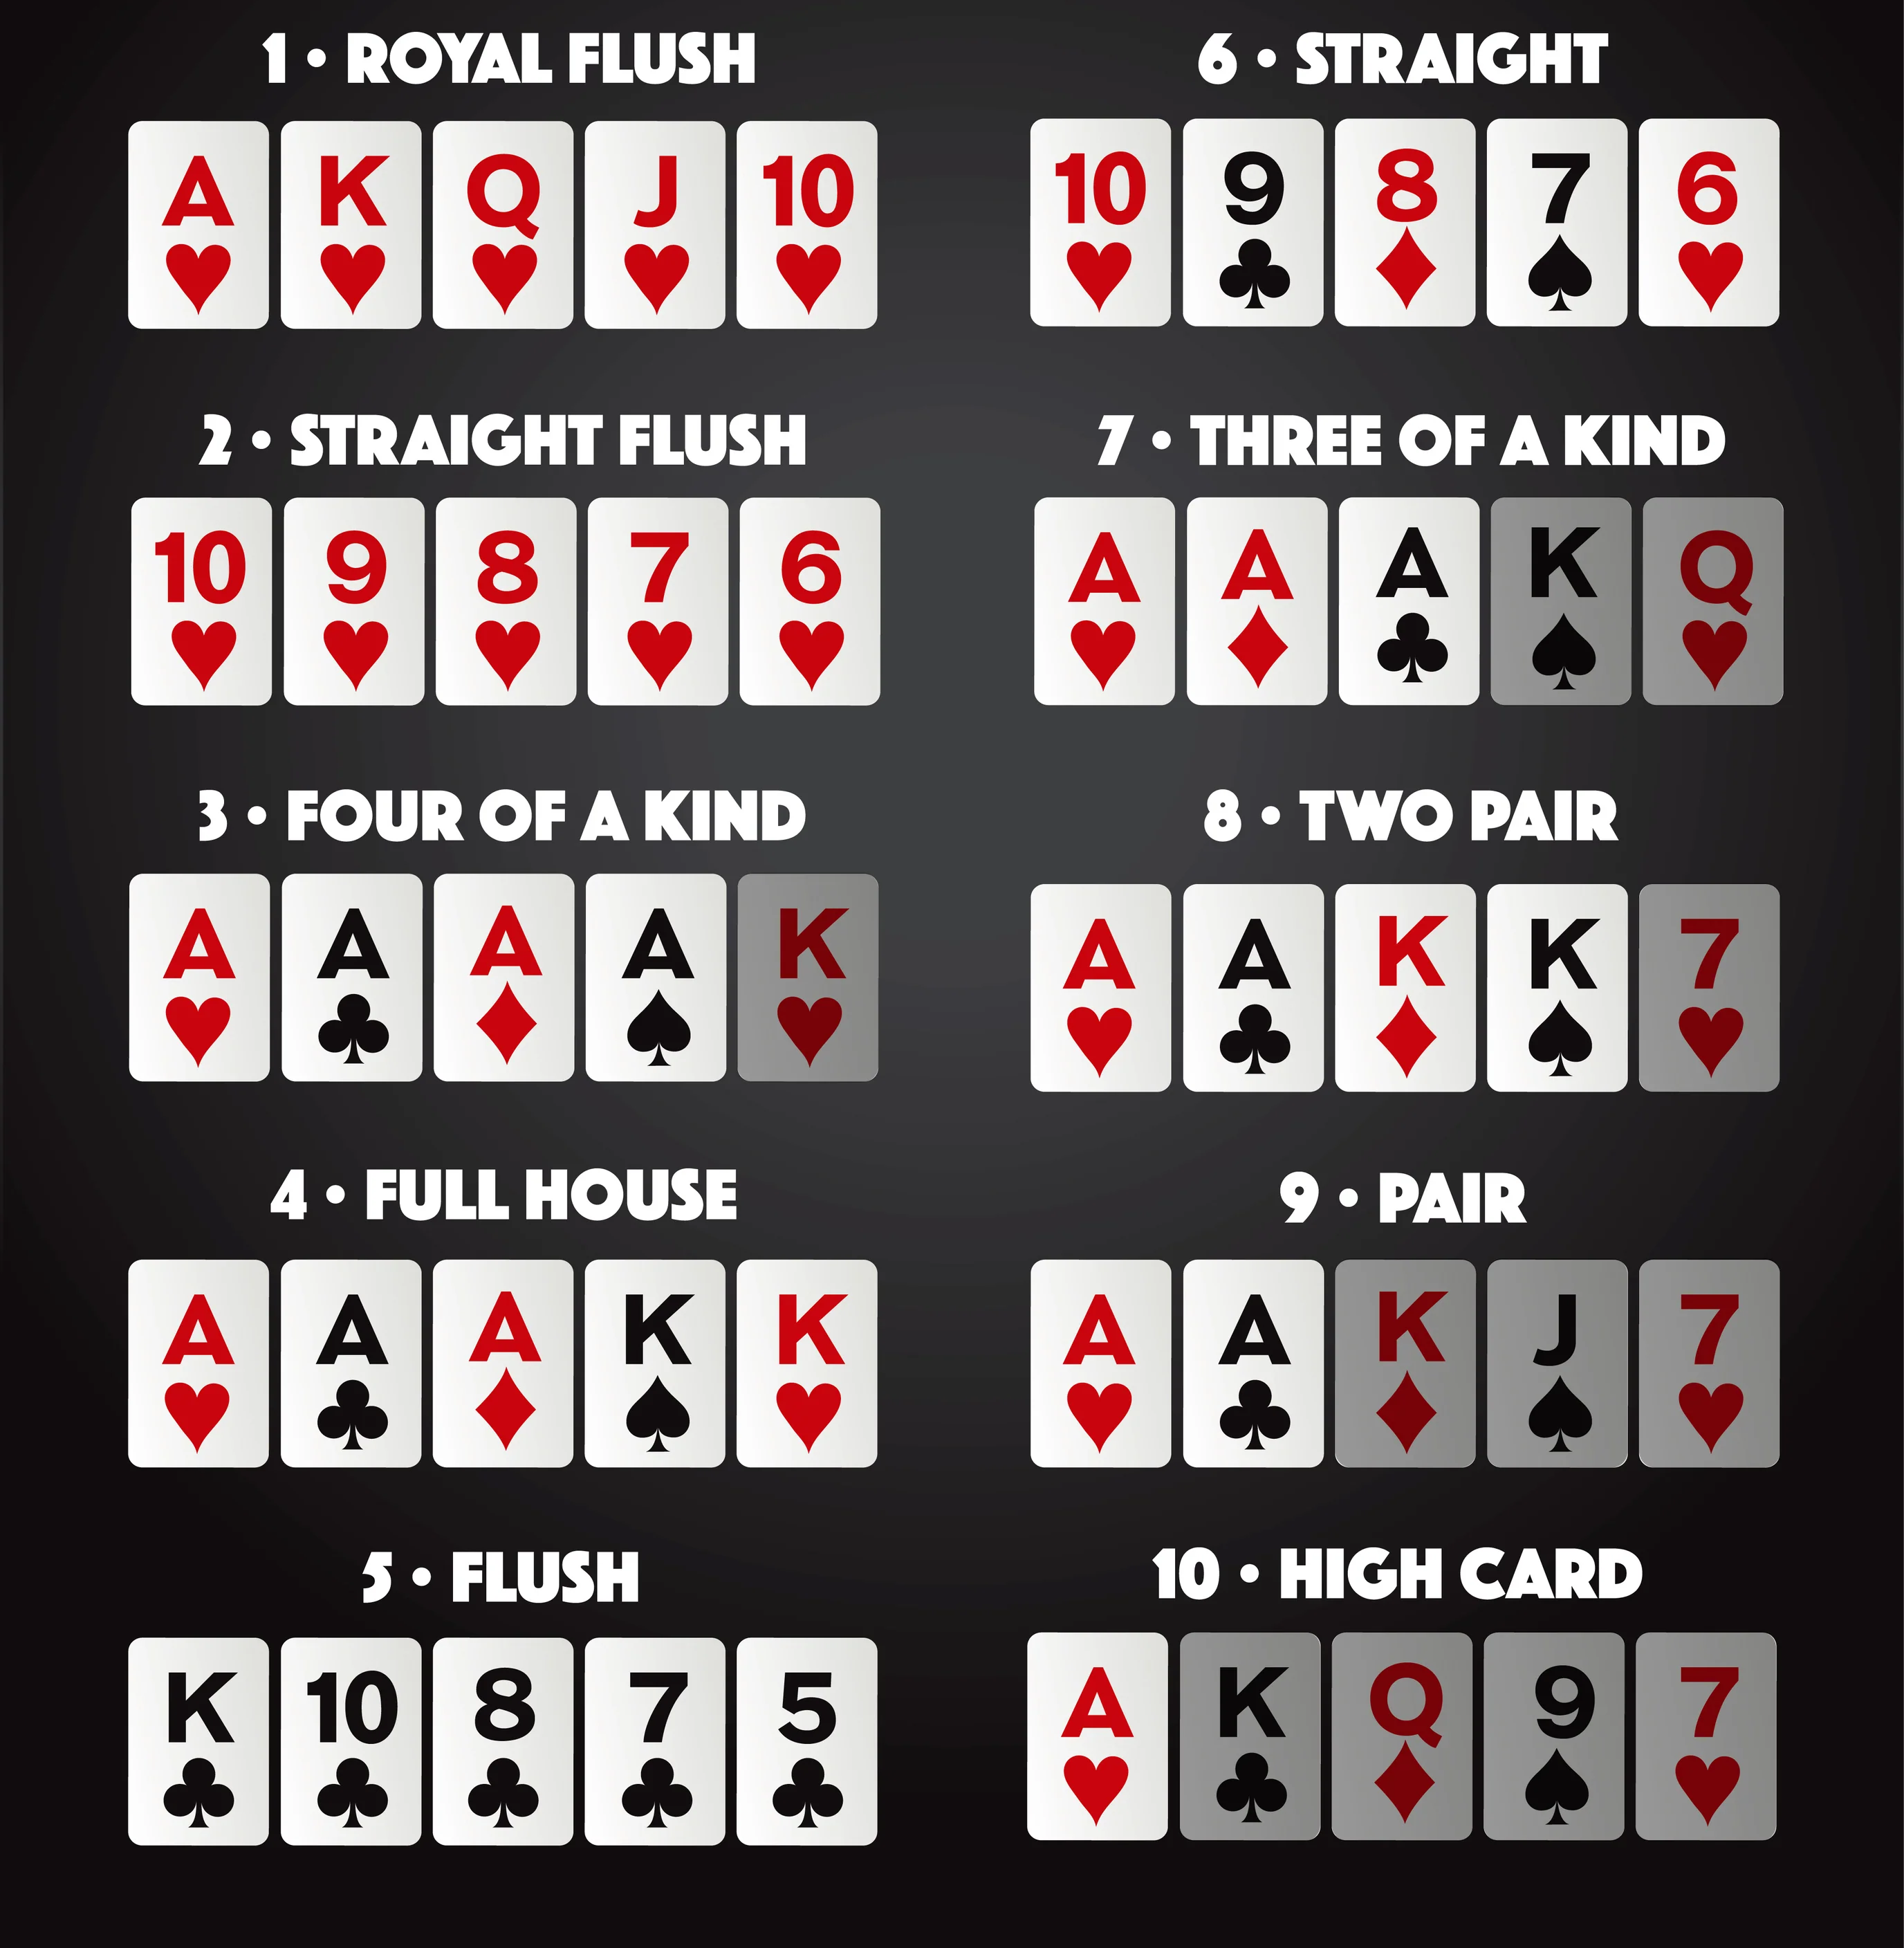 1 • ROYAL FLUSH
A K Q J 10
2 • STRAIGHT FLUSH
10 9 8 7 6
3 • FOUR OF A KIND
A A A A K
4 • FULL HOUSE
A A A K K
5 • FLUSH
K 10 8 7 5
6 • STRAIGHT
10 9 8 7 6
7 • THREE OF A KIND
A A A K Q
8 • TWO PAIR
A A K K 7
9 • PAIR
A A K J 7
10 • HIGH CARD
A K Q 9 7